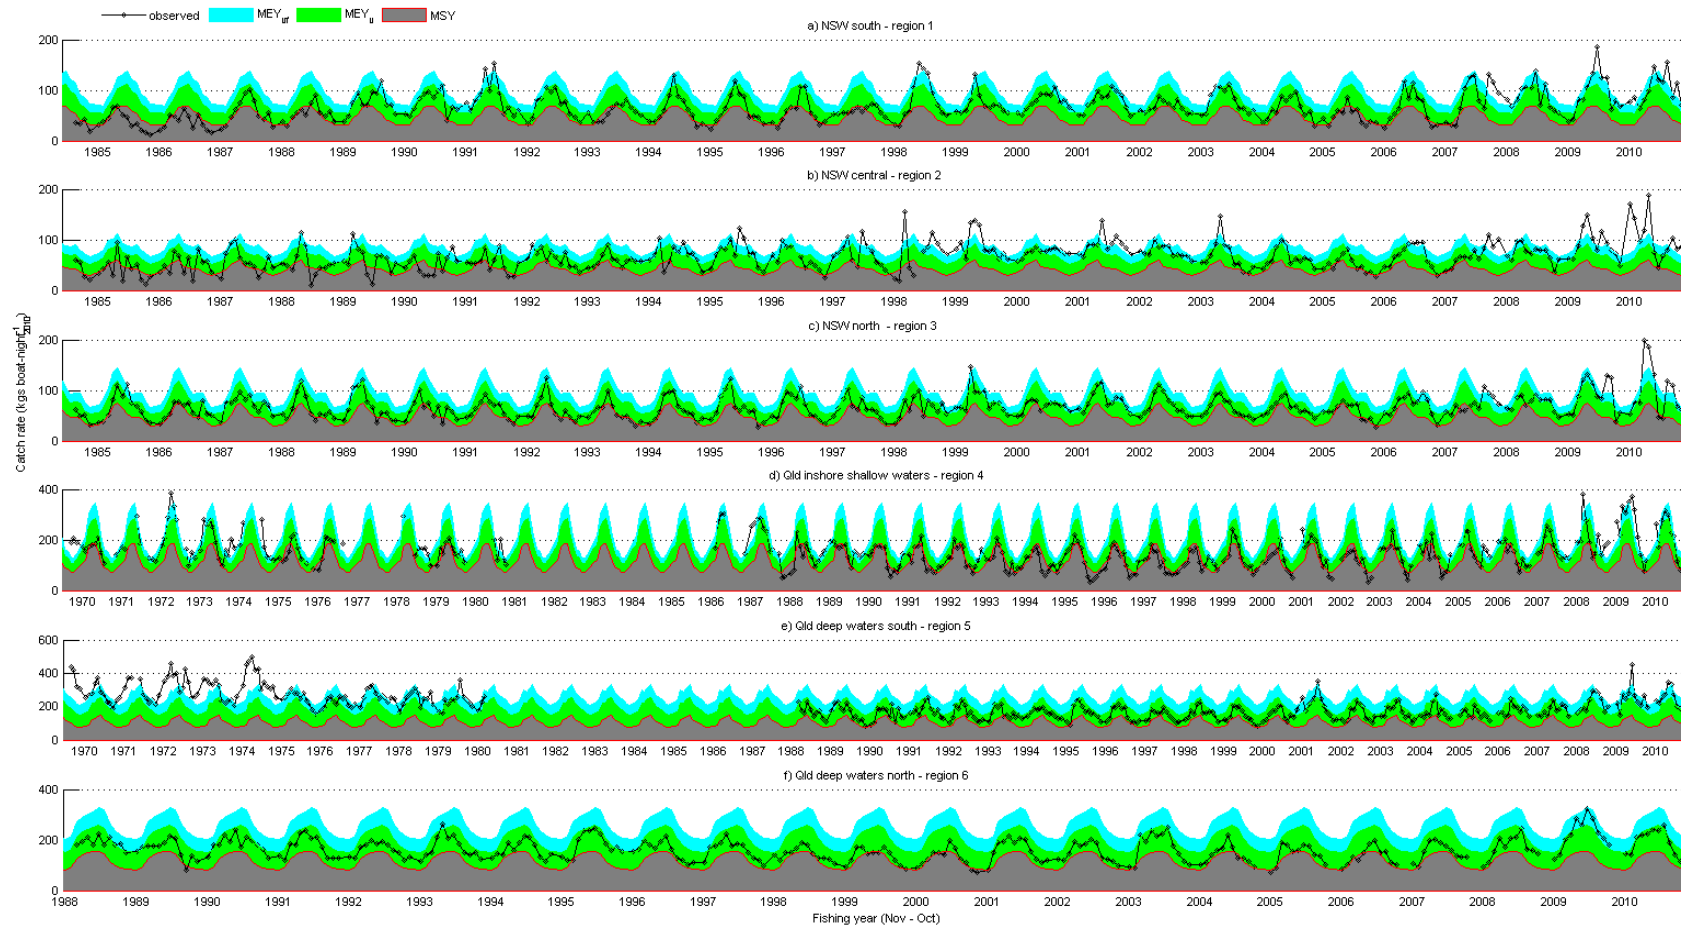 observed MEYuf MEYu MSY
a) NSW south - region 1
200
100
0
1985 1986 1987 1988 1989 1990 1991 1992 1993 1994 1995 1996 1997 1998 1999 2000 2001 2002 2003 2004 2005 2006 2007 2008 2009 2010
b) NSW central - region 2
200
100
0
1985 1986 1987 1988 1989 1990 1991 1992 1993 1994 1995 1996 1997 1998 1999 2000 2001 2002 2003 2004 2005 2006 2007 2008 2009 2010
c) NSW north - region 3
200
100
0
1985 1986 1987 1988 1989 1990 1991 1992 1993 1994 1995 1996 1997 1998 1999 2000 2001 2002 2003 2004 2005 2006 2007 2008 2009 2010
Catch rate (kgs boat-night-12010)
d) Qld inshore shallow waters - region 4
400
200
0
1970 1971 1972 1973 1974 1975 1976 1977 1978 1979 1980 1981 1982 1983 1984 1985 1986 1987 1988 1989 1990 1991 1992 1993 1994 1995 1996 1997 1998 1999 2000 2001 2002 2003 2004 2005 2006 2007 2008 2009 2010
e) Qld deep waters south - region 5
600
400
200
0
1970 1971 1972 1973 1974 1975 1976 1977 1978 1979 1980 1981 1982 1983 1984 1985 1986 1987 1988 1989 1990 1991 1992 1993 1994 1995 1996 1997 1998 1999 2000 2001 2002 2003 2004 2005 2006 2007 2008 2009 2010
f) Qld deep waters north - region 6
400
200
0
1988 1989 1990 1991 1992 1993 1994 1995 1996 1997 1998 1999 2000 2001 2002 2003 2004 2005 2006 2007 2008 2009 2010
Fishing year (Nov - Oct)